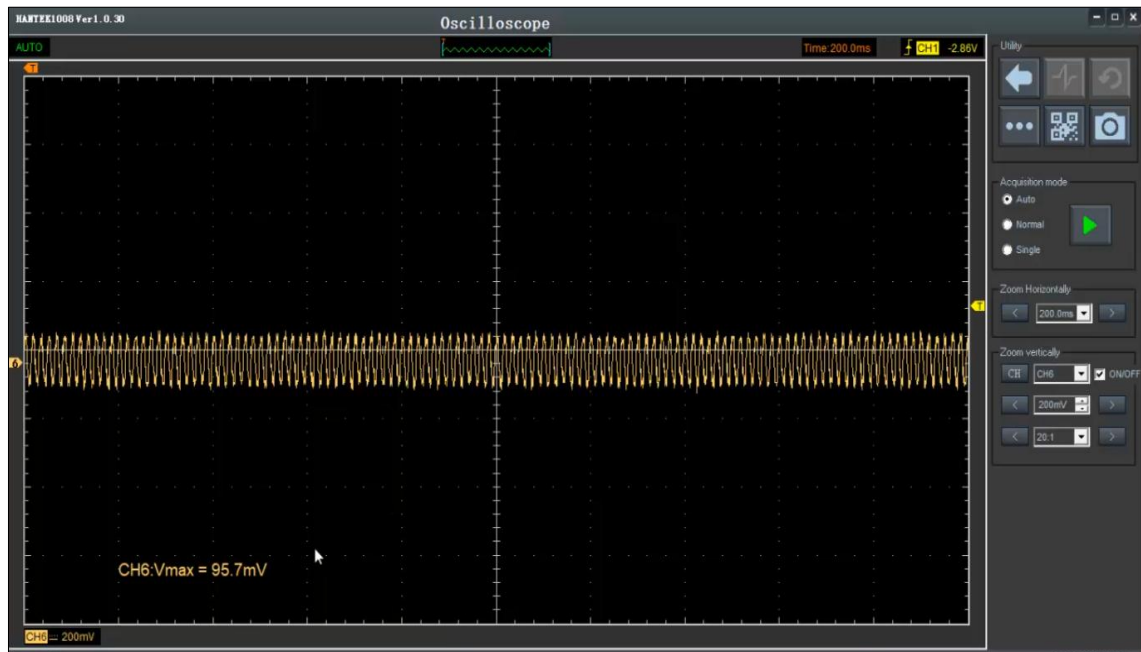 HANTEK1008 Ver1.0.30
Oscilloscope
AUTO
T
Time:200.0ms
CH1 -2.86V
T
T
6
CH6:Vmax = 95.7mV
CH6 200mV
Utility
Acquisition mode
Auto
Normal
Single
Zoom Horizontally
< 200.0ms >
Zoom vertically
CH CH6 ON/OFF
< 200mV >
< 20:1 >